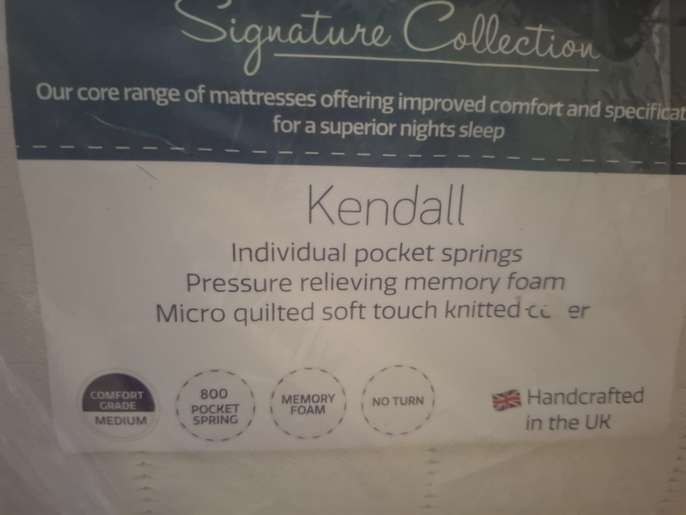 Signature Collection
Our core range of mattresses offering improved comfort and
for a superior nights sleep
Kendall
Individual pocket springs
Pressure relieving memory foam
Micro quilted soft touch knitted
COMFORT
GRADE
MEDIUM
800
POCKET
SPRING
MEMORY
FOAM
NO TURN
Handcrafted
in the UK